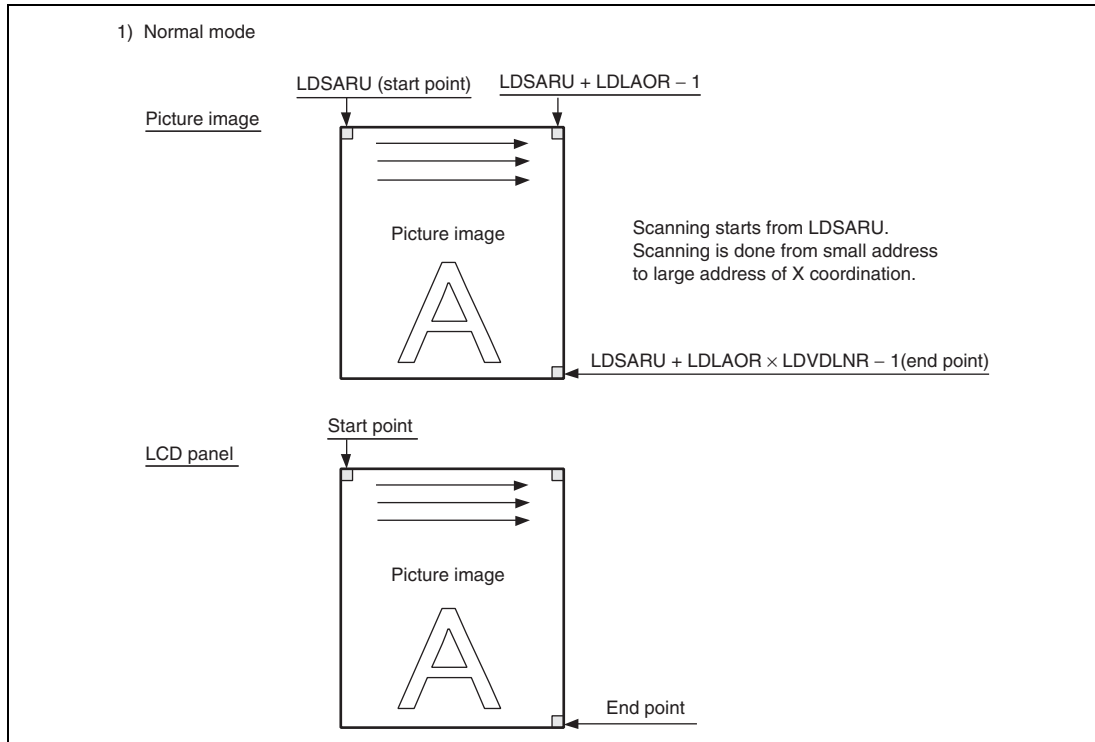 1) Normal mode
LDSARU (start point)
LDSARU + LDLAOR – 1
Picture image
Picture image
A
Scanning starts from LDSARU.
Scanning is done from small address
to large address of X coordination.
LDSARU + LDLAOR × LDVDLNR – 1(end point)
Start point
LCD panel
Picture image
A
End point